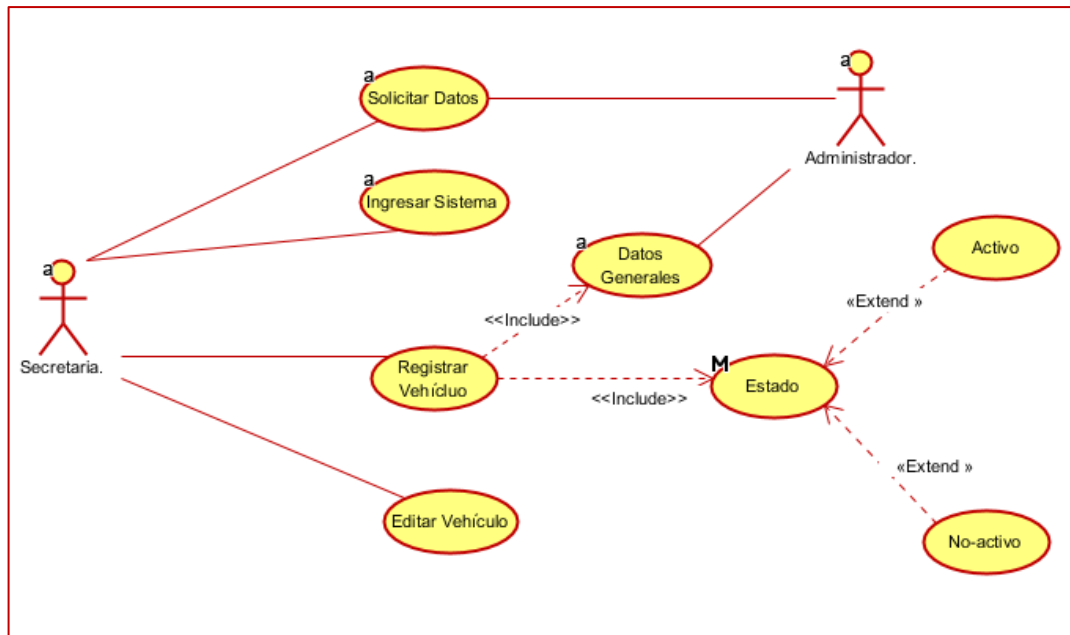 a
Solicitar Datos
a
Administrador.
a
Ingresar Sistema
a
Datos
Generales
Activo
«Extend »
a
Secretaria.
<<Include>>
Registrar
Vehícluo
<<Include>>
M
Estado
«Extend »
Editar Vehículo
No-activo